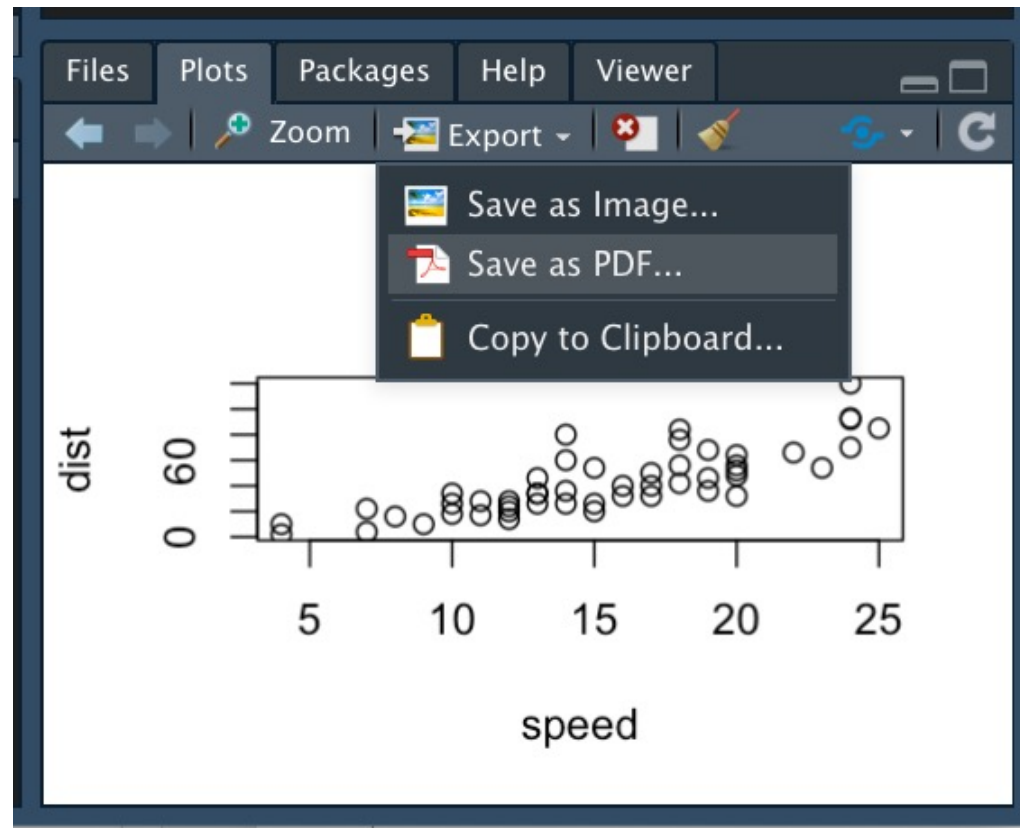 Files Plots Packages Help Viewer
Zoom Export
Save as Image...
Save as PDF...
Copy to Clipboard...
dist
60
0
5 10 15 20 25
speed